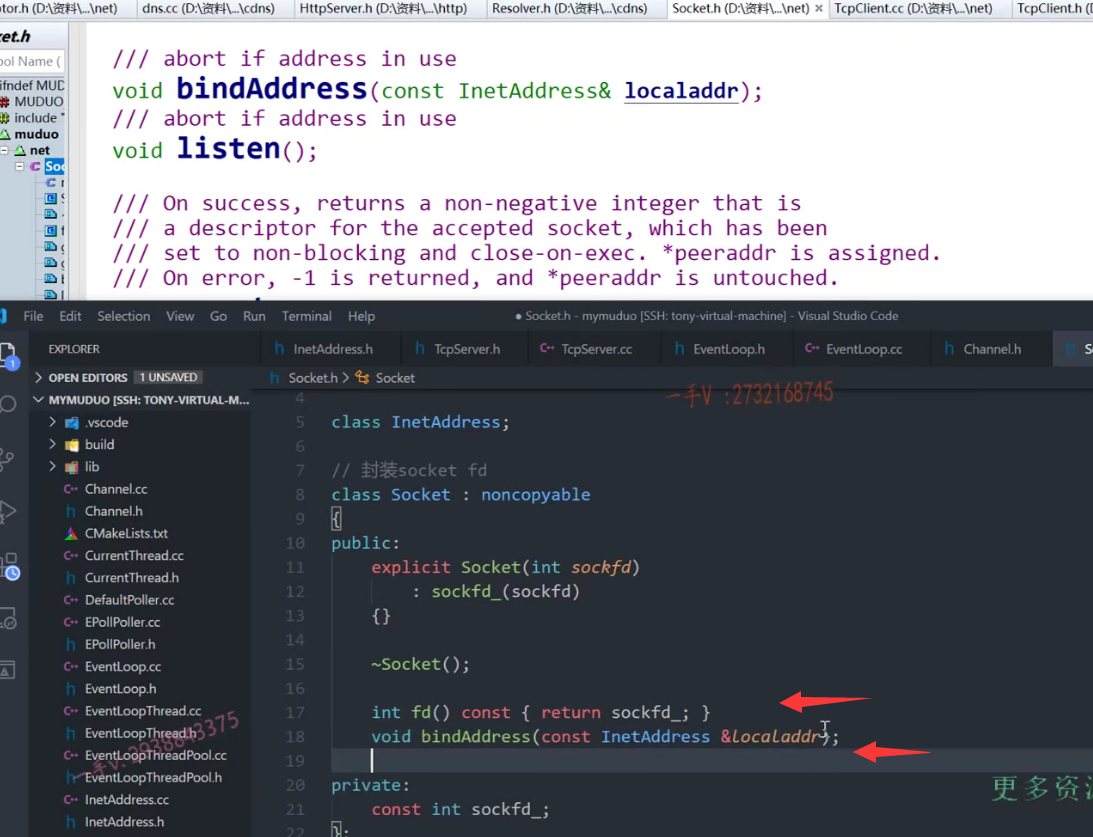 tor.h (D:\资料\...\net) dns.cc (D:\资料\...\cdns) HttpServer.h (D:\资料\...\http) Resolver.h (D:\资料\...\cdns) Socket.h (D:\资料\...\net) × TcpClient.cc (D:\资料\...\net) TcpClient.h (
ket.h
ool Name (
ifndef MUD
MUDUO
include "
muduo
net
Soc
/// abort if address in use
void bindAddress(const InetAddress& localaddr);
/// abort if address in use
void listen();
/// On success, returns a non-negative integer that is
/// a descriptor for the accepted socket, which has been
/// set to non-blocking and close-on-exec. *peeraddr is assigned.
/// On error, -1 is returned, and *peeraddr is untouched.
File Edit Selection View Go Run Terminal Help ● Socket.h - mymuduo [SSH: tony-virtual-machine] - Visual Studio Code
EXPLORER
InetAddress.h TcpServer.h TcpServer.cc EventLoop.h EventLoop.cc Channel.h
OPEN EDITORS 1 UNSAVED
Socket.h > Socket
MYMUDUO [SSH: TONY-VIRTUAL-M...
.vscode
build
lib
Channel.cc
Channel.h
CMakeLists.txt
CurrentThread.cc
CurrentThread.h
DefaultPoller.cc
EPollPoller.cc
EPollPoller.h
EventLoop.cc
EventLoop.h
EventLoopThread.cc
EventLoopThread.h
EventLoopThreadPool.cc
EventLoopThreadPool.h
InetAddress.cc
InetAddress.h
一手V :2732168745
一手V: 2938843375
4
5 class InetAddress;
6
7 // 封装socket fd
8 class Socket : noncopyable
9 {
10 public:
11 explicit Socket(int sockfd)
12 : sockfd_(sockfd)
13 {}
14
15 ~Socket();
16
17 int fd() const { return sockfd_; }
18 void bindAddress(const InetAddress &localaddr);
19
20 private:
21 const int sockfd_;
22 };
更多资